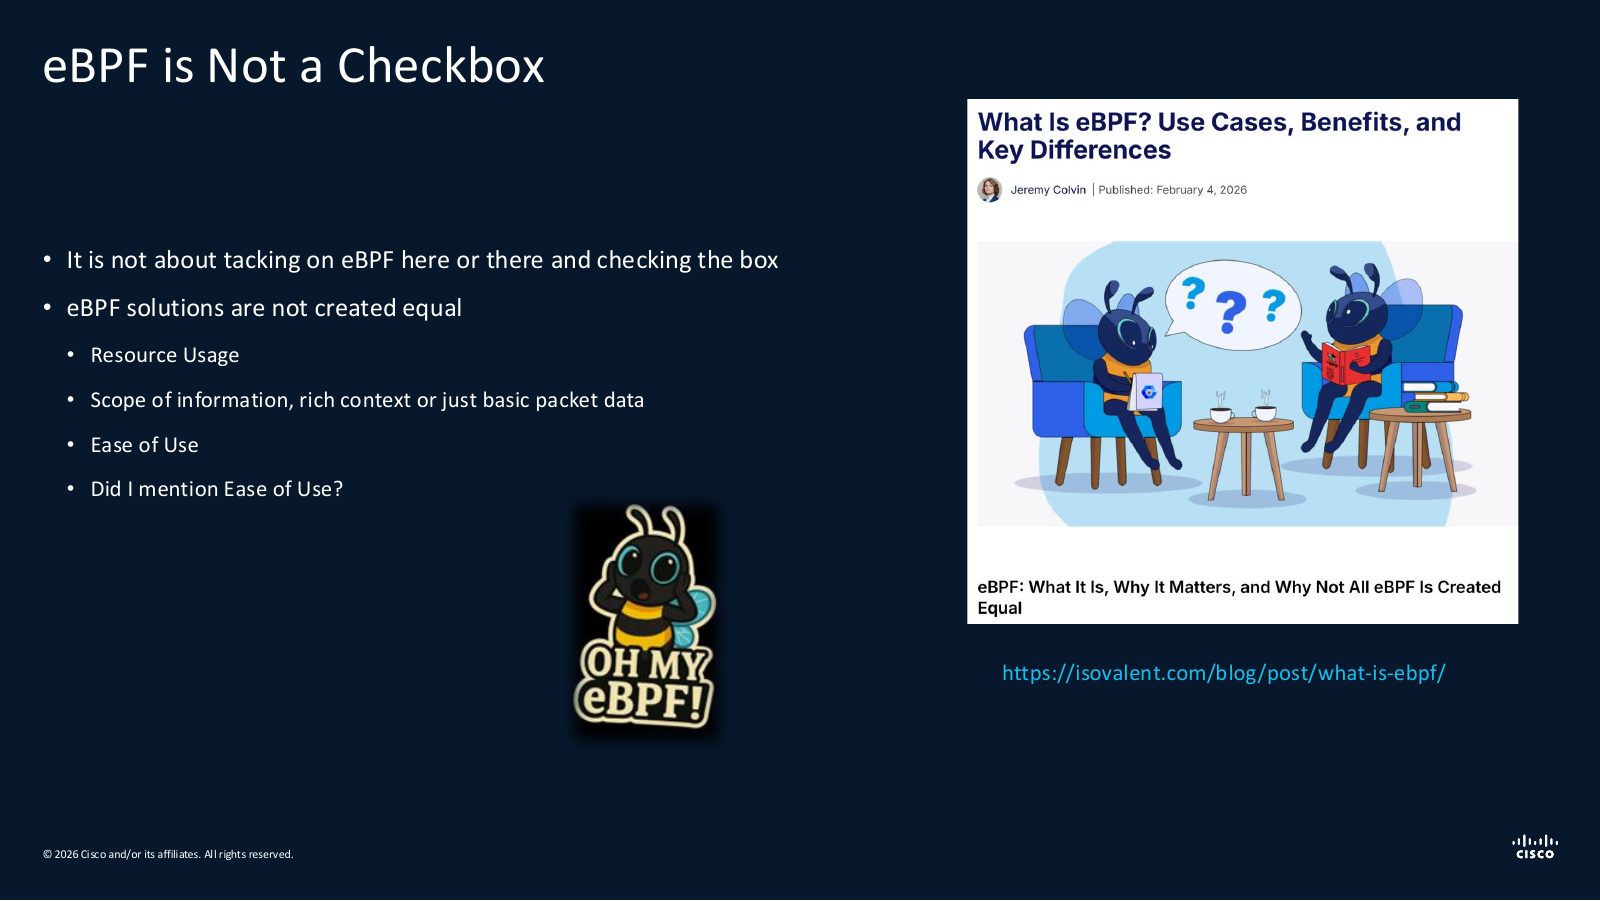 eBPF is Not a Checkbox
• It is not about tacking on eBPF here or there and checking the box
• eBPF solutions are not created equal
• Resource Usage
• Scope of information, rich context or just basic packet data
• Ease of Use
• Did I mention Ease of Use?
OH MY
eBPF!
What Is eBPF? Use Cases, Benefits, and
Key Differences
Jeremy Colvin | Published: February 4, 2026
? ? ?
eBPF: What It Is, Why It Matters, and Why Not All eBPF Is Created
Equal
https://isovalent.com/blog/post/what-is-ebpf/
© 2026 Cisco and/or its affiliates. All rights reserved.
CISCO